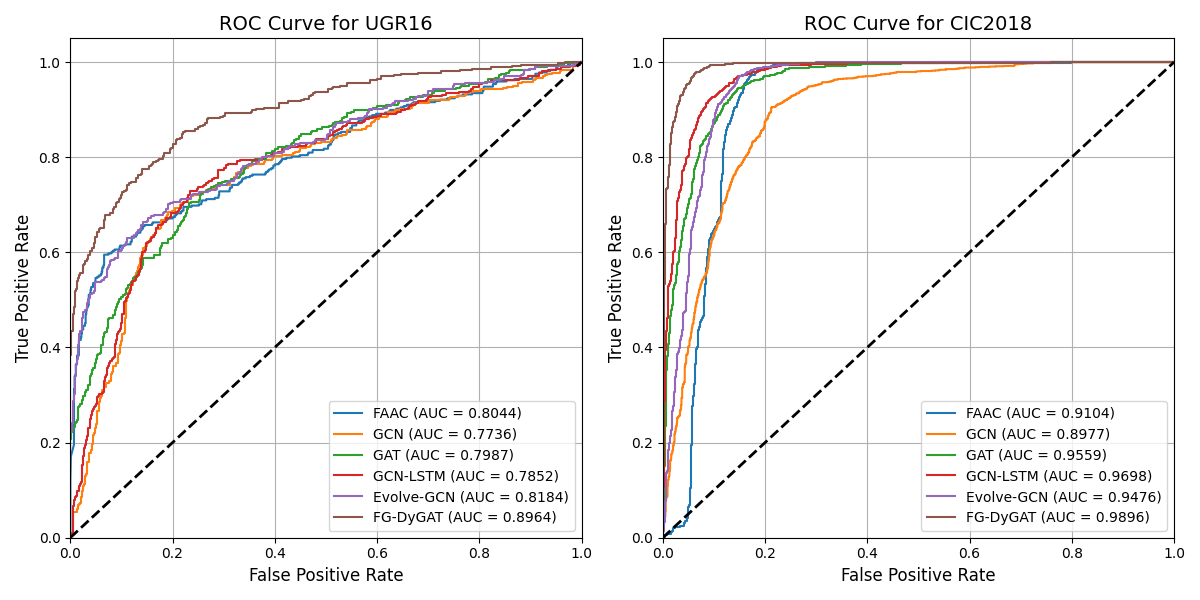 ROC Curve for UGR16
True Positive Rate
1.0
0.8
0.6
0.4
0.2
0.0
FAAC (AUC = 0.8044)
GCN (AUC = 0.7736)
GAT (AUC = 0.7987)
GCN-LSTM (AUC = 0.7852)
Evolve-GCN (AUC = 0.8184)
FG-DyGAT (AUC = 0.8964)
0.0 0.2 0.4 0.6 0.8 1.0
False Positive Rate
ROC Curve for CIC2018
True Positive Rate
1.0
0.8
0.6
0.4
0.2
0.0
FAAC (AUC = 0.9104)
GCN (AUC = 0.8977)
GAT (AUC = 0.9559)
GCN-LSTM (AUC = 0.9698)
Evolve-GCN (AUC = 0.9476)
FG-DyGAT (AUC = 0.9896)
0.0 0.2 0.4 0.6 0.8 1.0
False Positive Rate